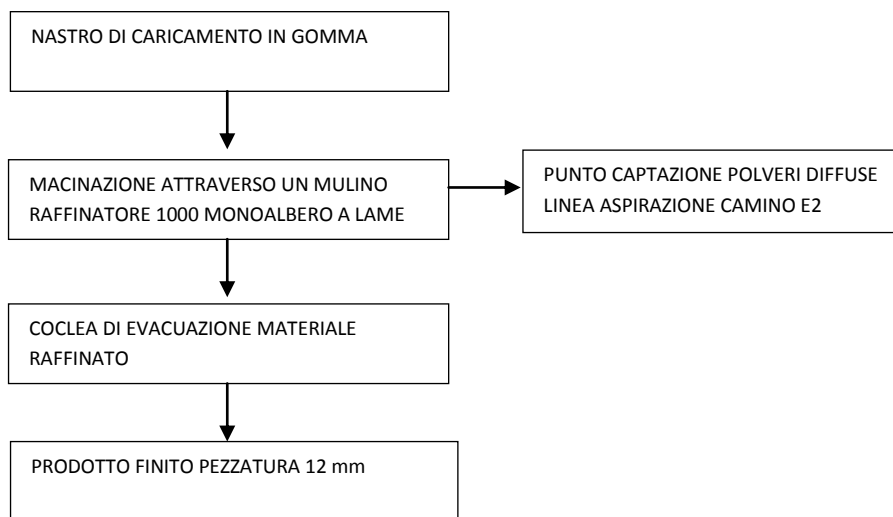 NASTRO DI CARICAMENTO IN GOMMA
MACINAZIONE ATTRAVERSO UN MULINO
RAFFINATORE 1000 MONOALBERO A LAME
PUNTO CAPTAZIONE POLVERI DIFFUSE
LINEA ASPIRAZIONE CAMINO E2
COCLEA DI EVACUAZIONE MATERIALE
RAFFINATO
PRODOTTO FINITO PEZZATURA 12 mm